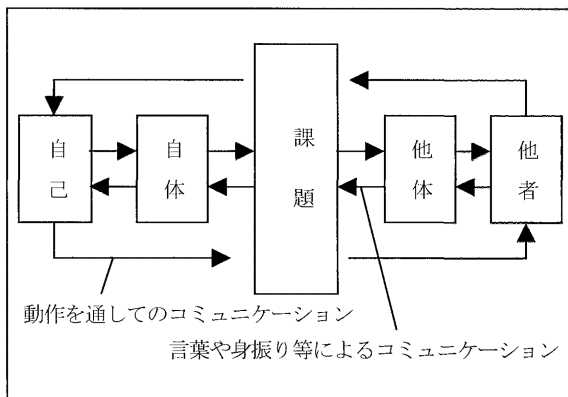 自己
自体
課題
他体
他者
動作を通してのコミュニケーション
言葉や身振り等によるコミュニケーション